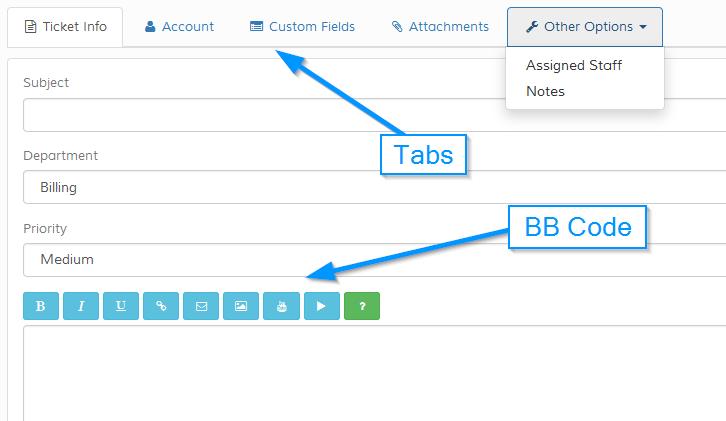 Ticket Info Account Custom Fields Attachments Other Options
Assigned Staff
Notes
Subject
Tabs
Department
Billing
BB Code
Priority
Medium
B I U ?